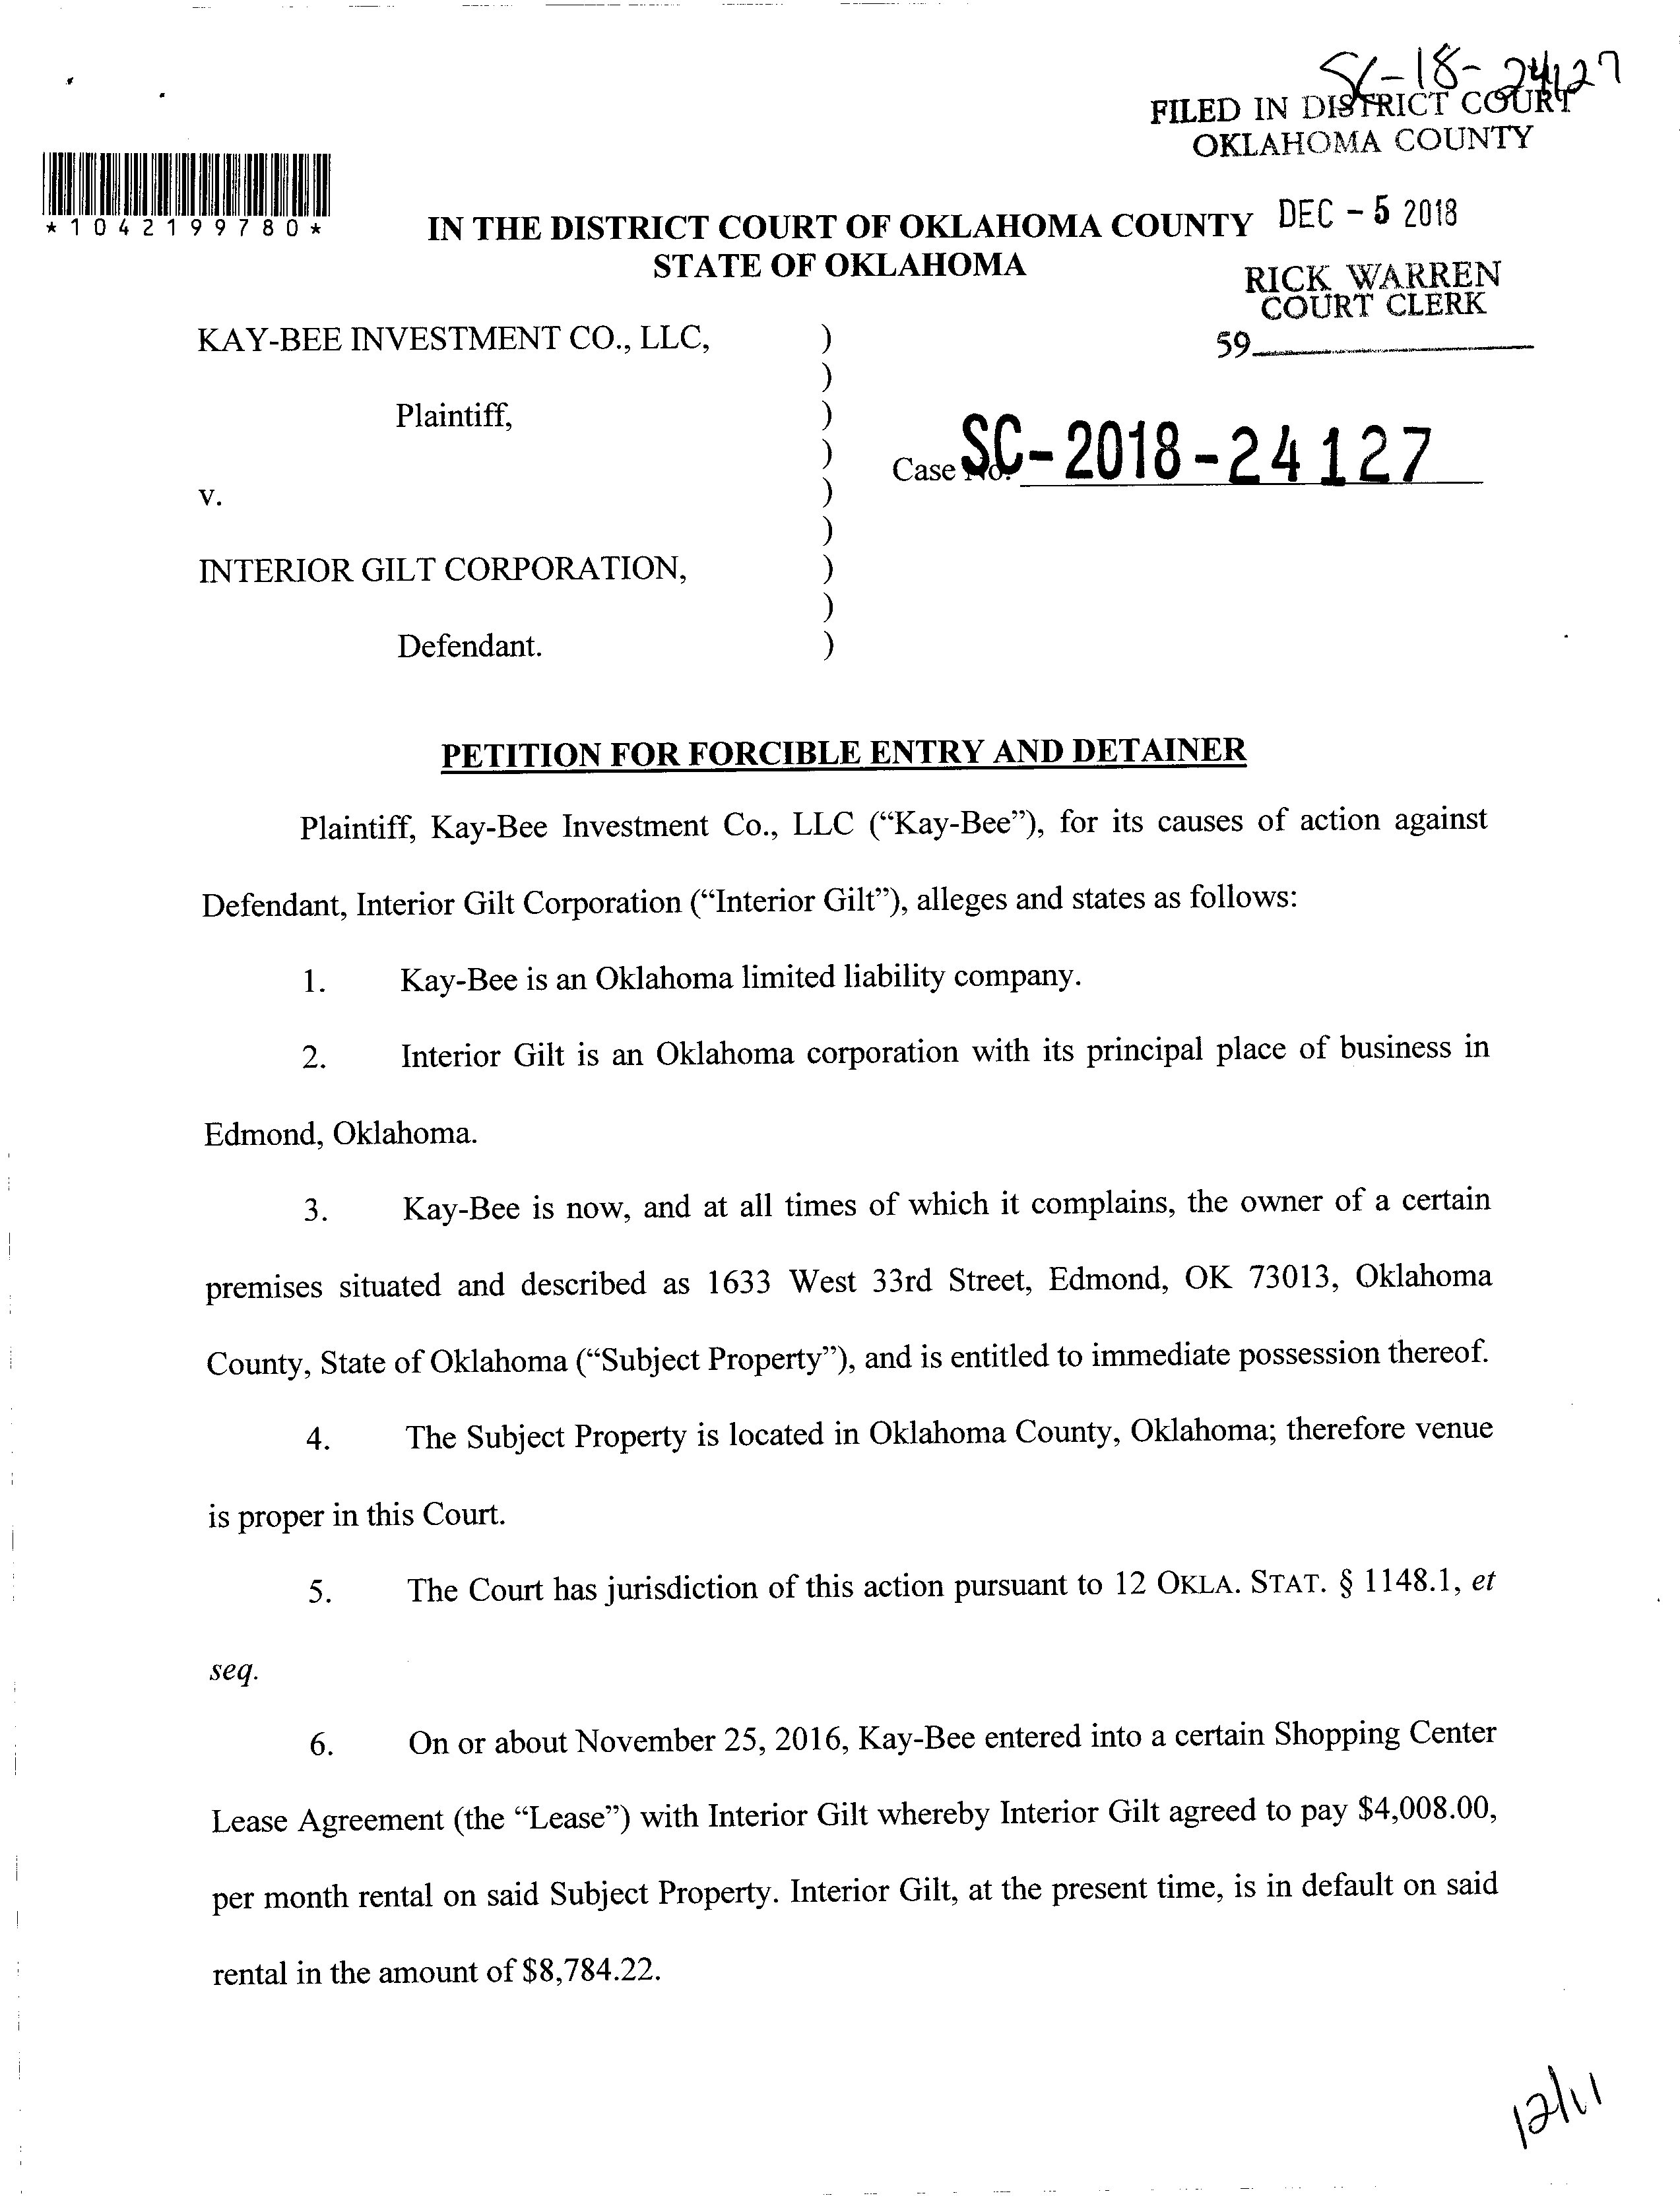 SC-18-24127
FILED IN DISTRICT COURT
OKLAHOMA COUNTY
*1042199780*
IN THE DISTRICT COURT OF OKLAHOMA COUNTY
STATE OF OKLAHOMA
DEC - 5 2018
RICK WARREN
COURT CLERK
59
KAY-BEE INVESTMENT CO., LLC, )
)
Plaintiff, )
)
Case No. SC-2018-24127
v. )
)
INTERIOR GILT CORPORATION, )
)
Defendant. )
PETITION FOR FORCIBLE ENTRY AND DETAINER
Plaintiff, Kay-Bee Investment Co., LLC (“Kay-Bee”), for its causes of action against
Defendant, Interior Gilt Corporation (“Interior Gilt”), alleges and states as follows:
1. Kay-Bee is an Oklahoma limited liability company.
2. Interior Gilt is an Oklahoma corporation with its principal place of business in
Edmond, Oklahoma.
3. Kay-Bee is now, and at all times of which it complains, the owner of a certain
premises situated and described as 1633 West 33rd Street, Edmond, OK 73013, Oklahoma
County, State of Oklahoma (“Subject Property”), and is entitled to immediate possession thereof.
4. The Subject Property is located in Oklahoma County, Oklahoma; therefore venue
is proper in this Court.
5. The Court has jurisdiction of this action pursuant to 12 OKLA. STAT. § 1148.1, et
seq.
6. On or about November 25, 2016, Kay-Bee entered into a certain Shopping Center
Lease Agreement (the “Lease”) with Interior Gilt whereby Interior Gilt agreed to pay $4,008.00,
per month rental on said Subject Property. Interior Gilt, at the present time, is in default on said
rental in the amount of $8,784.22.
12/11